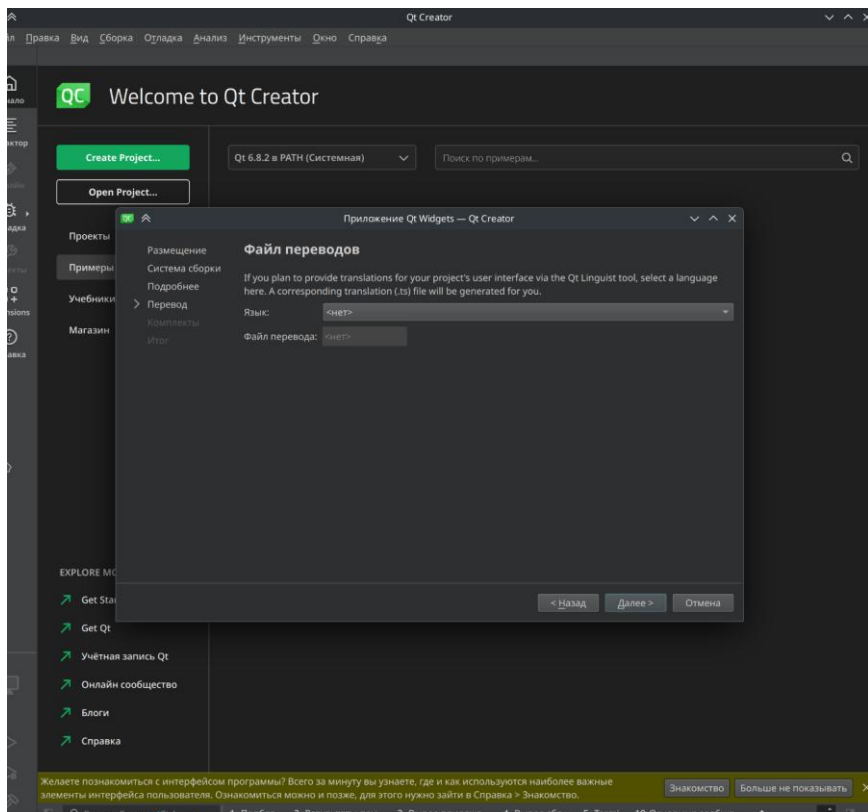 Qt Creator
Правка Вид Сборка Отладка Анализ Инструменты Окно Справка
QC Welcome to Qt Creator
Create Project...
Qt 6.8.2 в PATH (Системная)
Поиск по примерам...
Open Project...
Проекты
Примеры
Учебники
Магазин
QC Приложение Qt Widgets — Qt Creator
Размещение
Система сборки
Подробнее
Перевод
Комплекты
Итог
Файл переводов
If you plan to provide translations for your project's user interface via the Qt Linguist tool, select a language
here. A corresponding translation (.ts) file will be generated for you.
Язык: <нет>
Файл перевода: <нет>
< Назад
Далее >
Отмена
Get Qt
Учётная запись Qt
Онлайн сообщество
Блоги
Справка
Желаете познакомиться с интерфейсом программы? Всего за минуту вы узнаете, где и как используются наиболее важные
элементы интерфейса пользователя. Ознакомиться можно и позже, для этого нужно зайти в Справка > Знакомство.
Знакомство
Больше не показывать